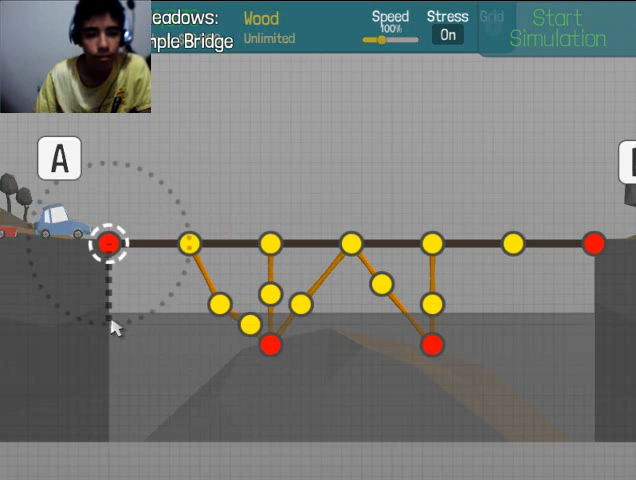 eadows: Wood Speed Stress Grid Start
mple Bridge Unlimited 100% On Simulation
A